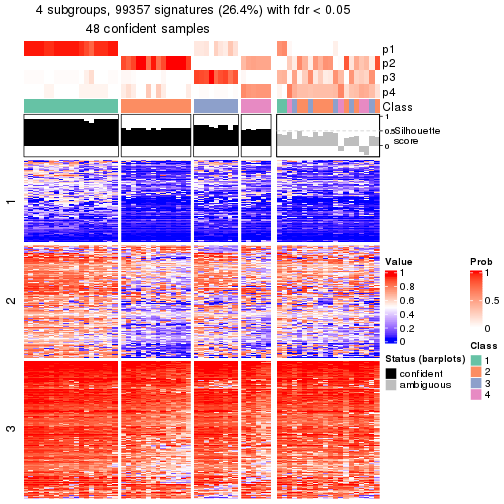 4 subgroups, 99357 signatures (26.4%) with fdr < 0.05
48 confident samples
p1
p2
p3
p4
Class
1
0.5
0
Silhouette
score
1
2
3
Value
1
0.8
0.6
0.4
0.2
0
Status (barplots)
confident
ambiguous
Prob
1
0.5
0
Class
1
2
3
4